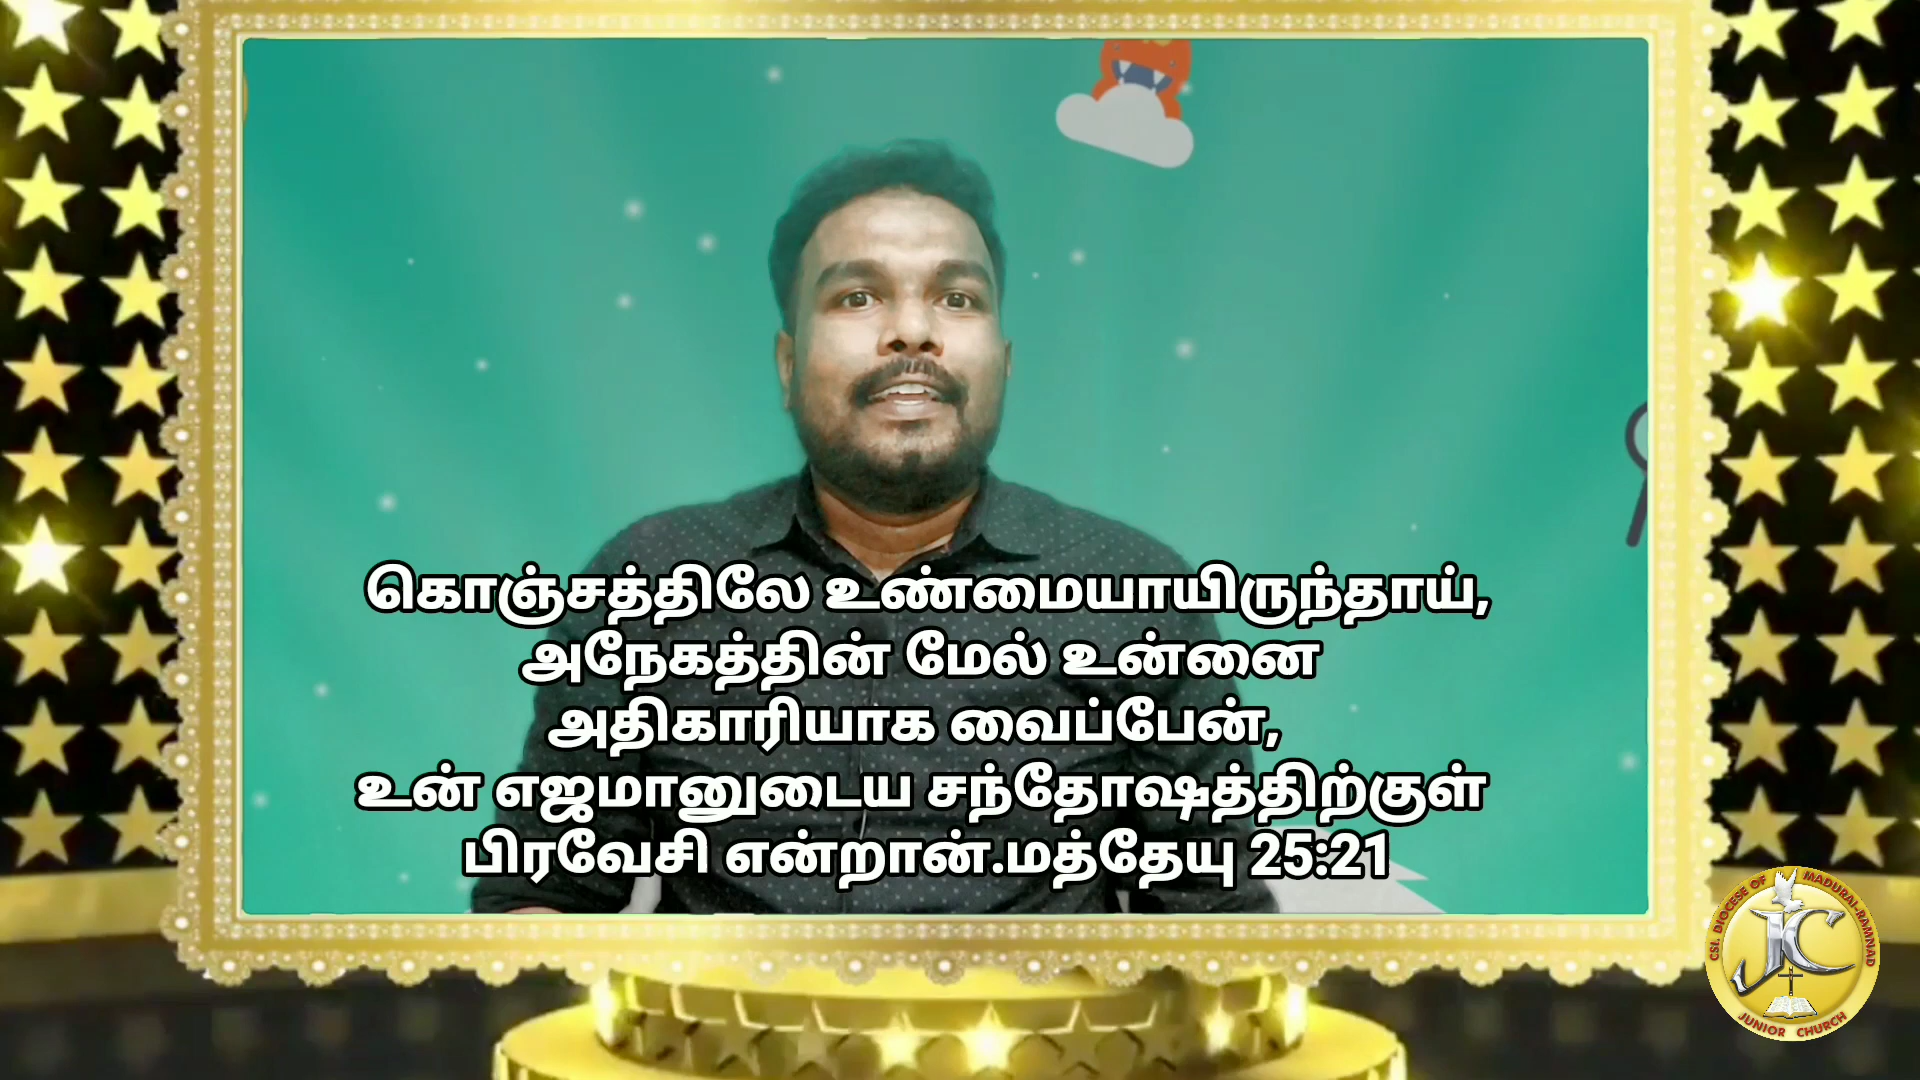 கொஞ்சத்திலே உண்மையாயிருந்தாய்,
அநேகத்தின் மேல் உன்னை
அதிகாரியாக வைப்பேன்,
உன் எஜமானுடைய சந்தோஷத்திற்குள்
பிரவேசி என்றான்.மத்தேயு 25:21
CSI. DIOCESE OF MADURAI-RAMNAD
JC
JUNIOR CHURCH